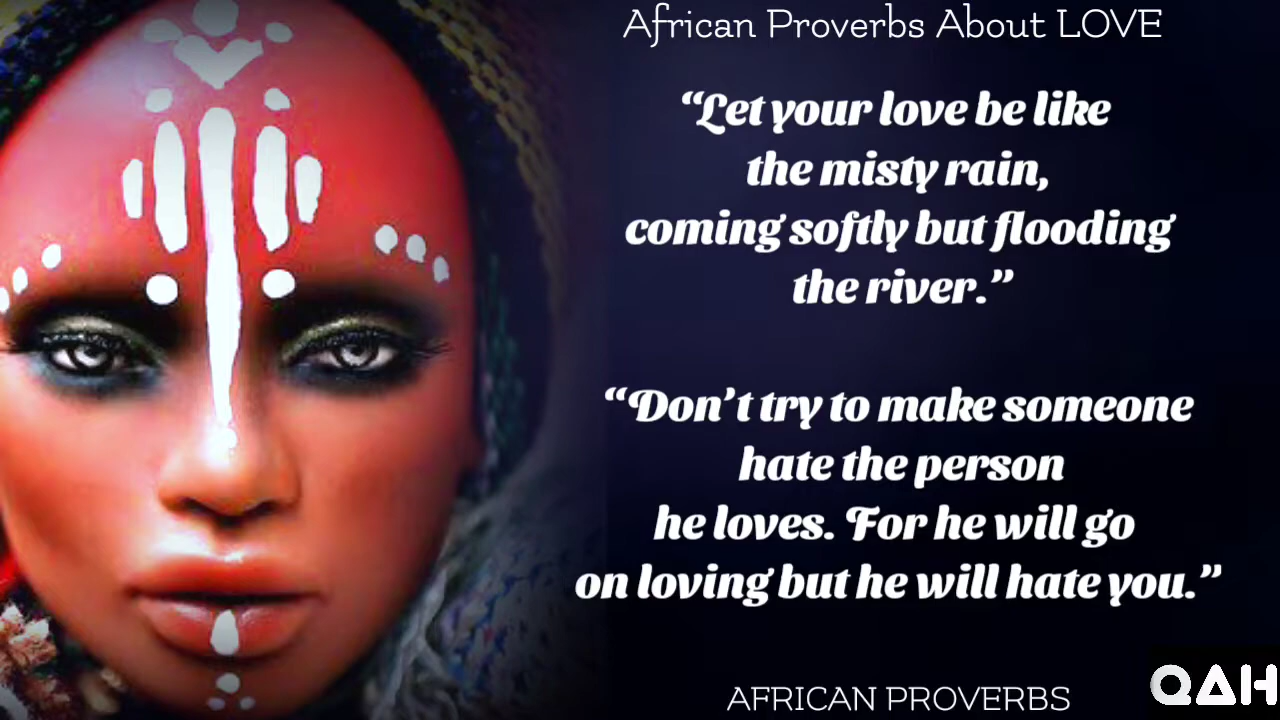 African Proverbs About LOVE
“Let your love be like
the misty rain,
coming softly but flooding
the river.”
“Don’t try to make someone
hate the person
he loves. For he will go
on loving but he will hate you.”
AFRICAN PROVERBS
QAH